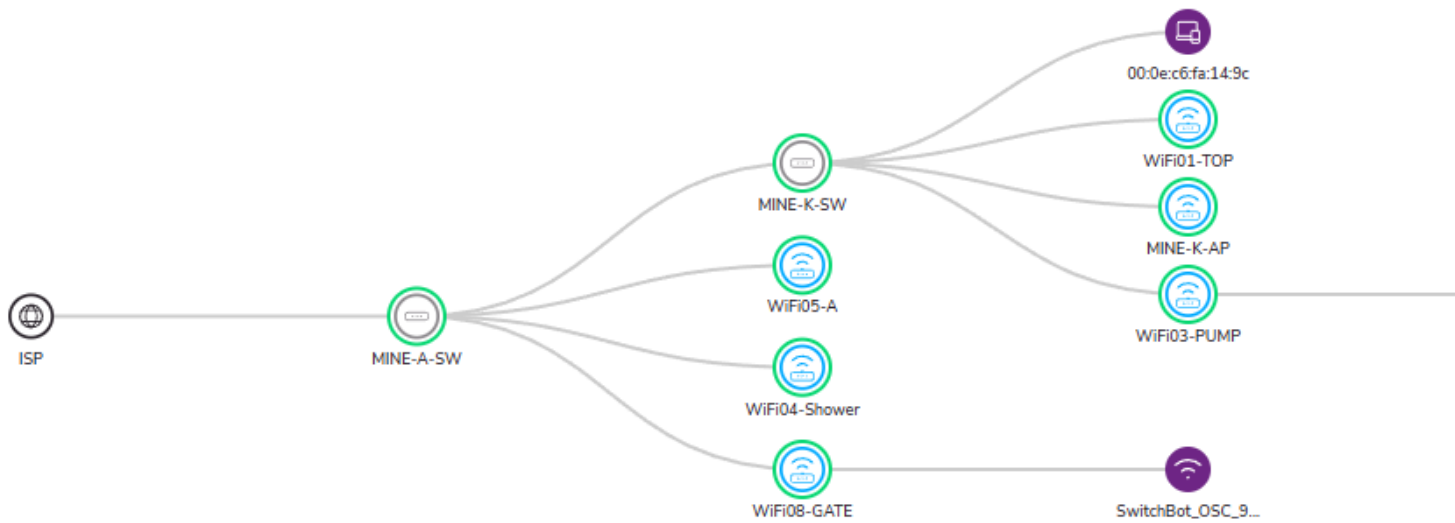 00:0e:c6:fa:14:9c
WiFi01-TOP
MINE-K-SW
MINE-K-AP
WiFi05-A
WiFi03-PUMP
ISP
MINE-A-SW
WiFi04-Shower
WiFi08-GATE
SwitchBot_OSC_9...